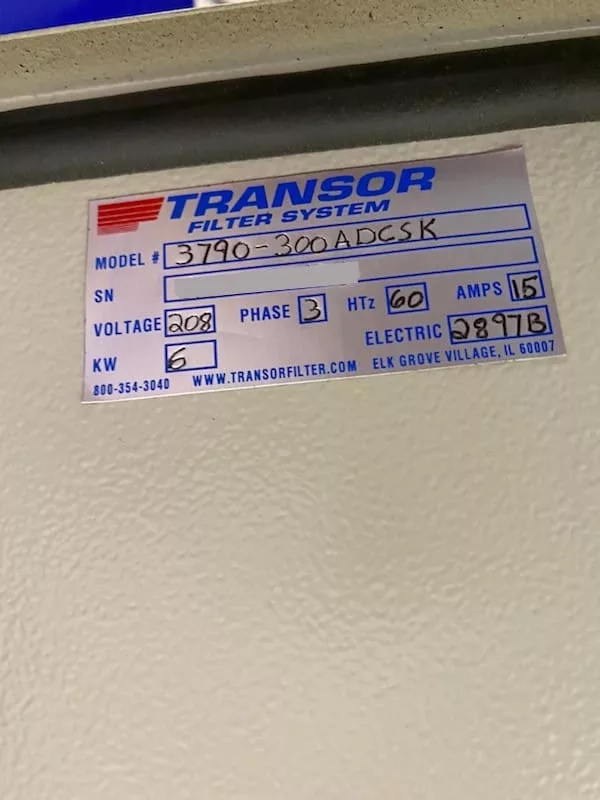 TRANSOR
FILTER SYSTEM
MODEL # 3790-300ADCSK
SN
VOLTAGE 208 PHASE 3 HTz 60 AMPS 15
KW 6 ELECTRIC 2897B
800-354-3040 WWW.TRANSORFILTER.COM ELK GROVE VILLAGE, IL 60007